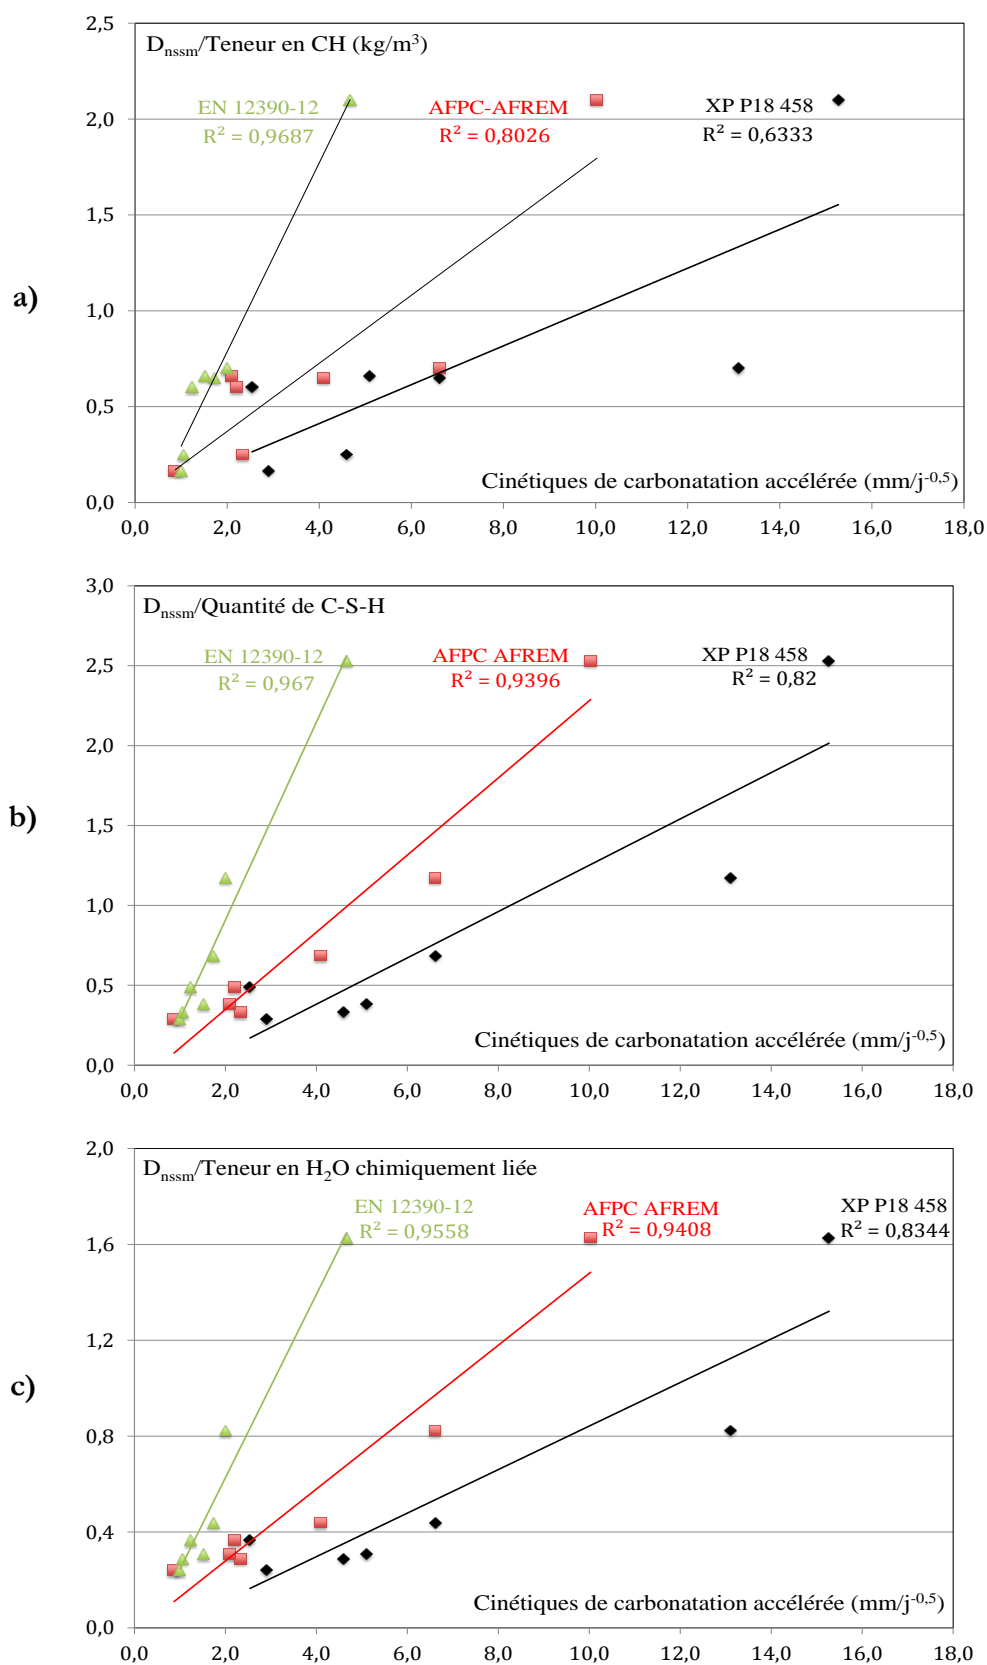 a)
D_nssm/Teneur en CH (kg/m³)
EN 12390-12
R² = 0,9687
AFPC-AFREM
R² = 0,8026
XP P18 458
R² = 0,6333
2,5
2,0
1,5
1,0
0,5
0,0
Cinétiques de carbonatation accélérée (mm/j^-0,5)
0,0 2,0 4,0 6,0 8,0 10,0 12,0 14,0 16,0 18,0
b)
D_nssm/Quantité de C-S-H
EN 12390-12
R² = 0,967
AFPC AFREM
R² = 0,9396
XP P18 458
R² = 0,82
3,0
2,5
2,0
1,5
1,0
0,5
0,0
Cinétiques de carbonatation accélérée (mm/j^-0,5)
0,0 2,0 4,0 6,0 8,0 10,0 12,0 14,0 16,0 18,0
c)
D_nssm/Teneur en H₂O chimiquement liée
EN 12390-12
R² = 0,9558
AFPC AFREM
R² = 0,9408
XP P18 458
R² = 0,8344
2,0
1,6
1,2
0,8
0,4
0,0
Cinétiques de carbonatation accélérée (mm/j^-0,5)
0,0 2,0 4,0 6,0 8,0 10,0 12,0 14,0 16,0 18,0